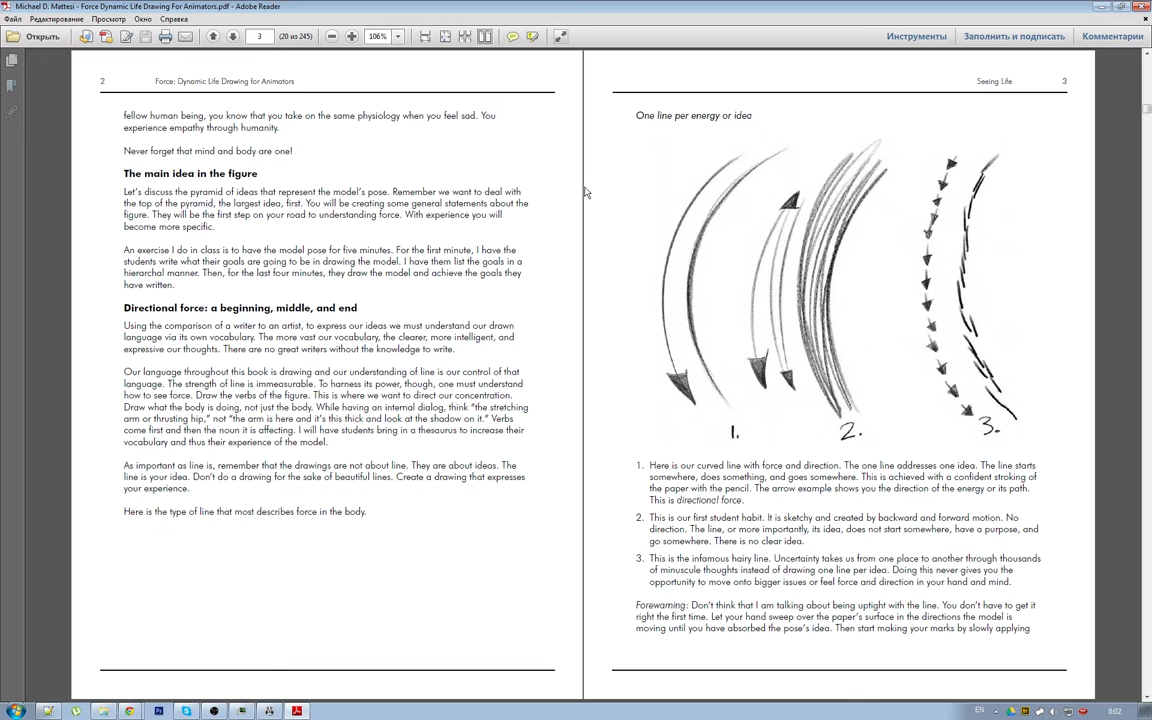 Michael D. Mattesi - Force Dynamic Life Drawing For Animators.pdf - Adobe Reader
Файл Редактирование Просмотр Окно Справка
Открыть 3 (20 из 245) 106% Инструменты Заполнить и подписать Комментарии
2 Force: Dynamic Life Drawing for Animators
fellow human being, you know that you take on the same physiology when you feel sad. You
experience empathy through humanity.
Never forget that mind and body are one!
The main idea in the figure
Let's discuss the pyramid of ideas that represent the model's pose. Remember we want to deal with
the top of the pyramid, the largest idea, first. You will be creating some general statements about the
figure. They will be the first step on your road to understanding force. With experience you will
become more specific.
An exercise I do in class is to have the model pose for five minutes. For the first minute, I have the
students write what their goals are going to be in drawing the model. I have them list the goals in a
hierarchal manner. Then, for the last four minutes, they draw the model and achieve the goals they
have written.
Directional force: a beginning, middle, and end
Using the comparison of a writer to an artist, to express our ideas we must understand our drawn
language via its own vocabulary. The more vast our vocabulary, the clearer, more intelligent, and
expressive our thoughts. There are no great writers without the knowledge to write.
Our language throughout this book is drawing and our understanding of line is our control of that
language. The strength of line is immeasurable. To harness its power, though, one must understand
how to see force. Draw the verbs of the figure. This is where we want to direct our concentration.
Draw what the body is doing, not just the body. While having an internal dialog, think "the stretching
arm or thrusting hip," not "the arm is here and it's this thick and look at the shadow on it." Verbs
come first and then the noun it is affecting. I will have students bring in a thesaurus to increase their
vocabulary and thus their experience of the model.
As important as line is, remember that the drawings are not about line. They are about ideas. The
line is your idea. Don't do a drawing for the sake of beautiful lines. Create a drawing that expresses
your experience.
Here is the type of line that most describes force in the body.
Seeing Life 3
One line per energy or idea
1. 2. 3.
1. Here is our curved line with force and direction. The one line addresses one idea. The line starts
somewhere, does something, and goes somewhere. This is achieved with a confident stroking of
the paper with the pencil. The arrow example shows you the direction of the energy or its path.
This is directional force.
2. This is our first student habit. It is sketchy and created by backward and forward motion. No
direction. The line, or more importantly, its idea, does not start somewhere, have a purpose, and
go somewhere. There is no clear idea.
3. This is the infamous hairy line. Uncertainty takes us from one place to another through thousands
of minuscule thoughts instead of drawing one line per idea. Doing this never gives you the
opportunity to move onto bigger issues or feel force and direction in your hand and mind.
Forewarning: Don't think that I am talking about being uptight with the line. You don't have to get it
right the first time. Let your hand sweep over the paper's surface in the directions the model is
moving until you have absorbed the pose's idea. Then start making your marks by slowly applying
EN 0:02